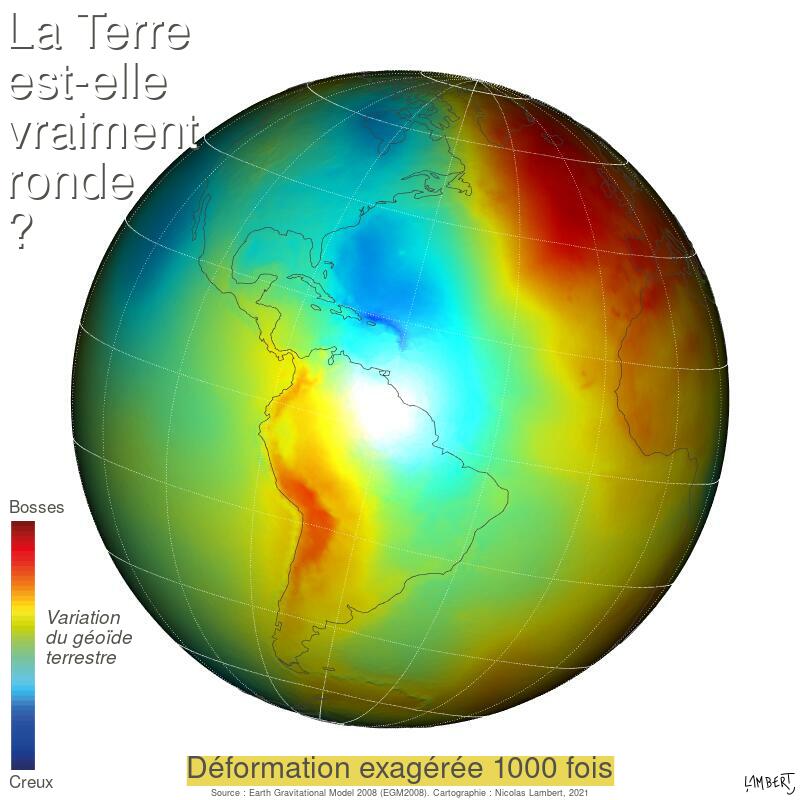 La Terre
est-elle
vraiment
ronde
?
Bosses
Variation
du géoïde
terrestre
Creux
Déformation exagérée 1000 fois
Source : Earth Gravitational Model 2008 (EGM2008). Cartographie : Nicolas Lambert, 2021
LAMBERT